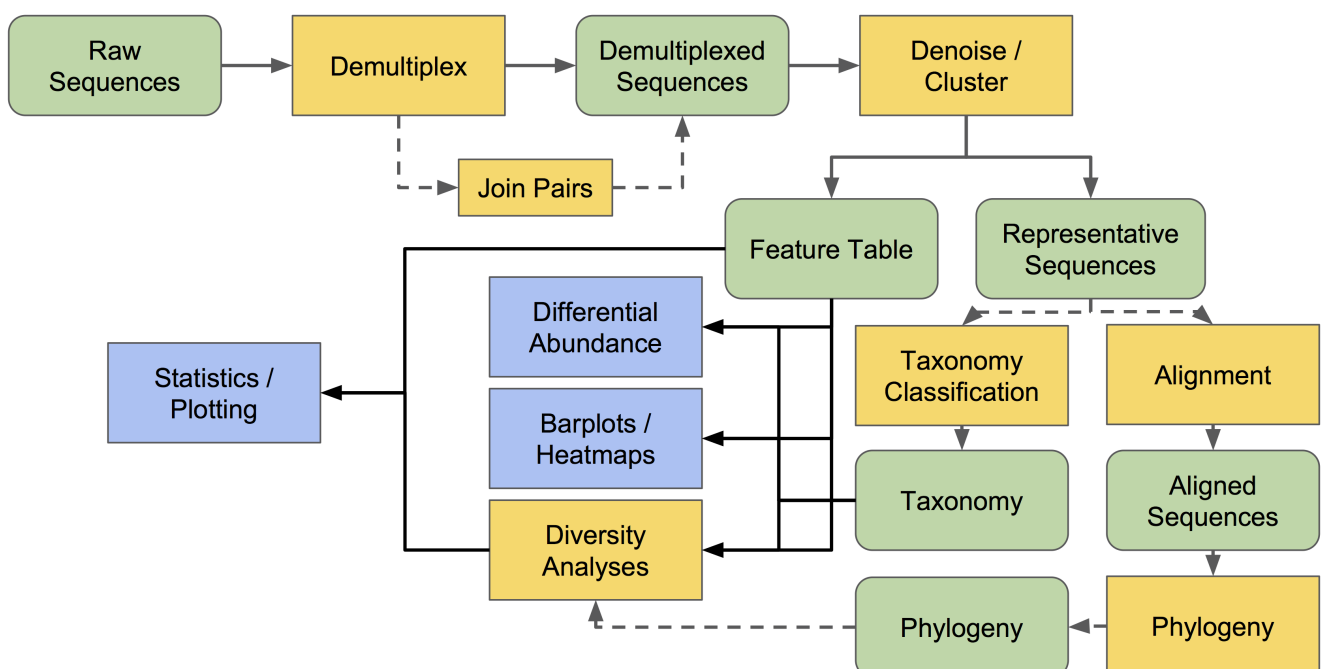 Raw
Sequences
Demultiplex
Demultiplexed
Sequences
Denoise /
Cluster
Join Pairs
Feature Table
Representative
Sequences
Differential
Abundance
Taxonomy
Classification
Alignment
Statistics /
Plotting
Barplots /
Heatmaps
Taxonomy
Aligned
Sequences
Diversity
Analyses
Phylogeny
Phylogeny